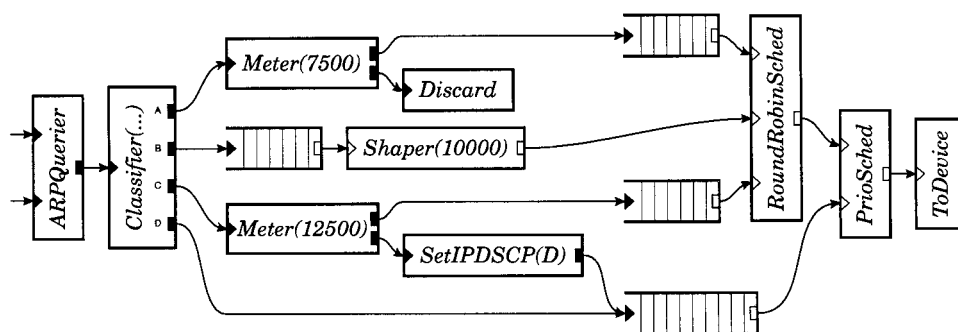 ARPQuerier
Classifier(...)
A
B
C
D
Meter(7500)
Discard
Shaper(10000)
Meter(12500)
SetIPDSCP(D)
RoundRobinSched
PrioSched
ToDevice